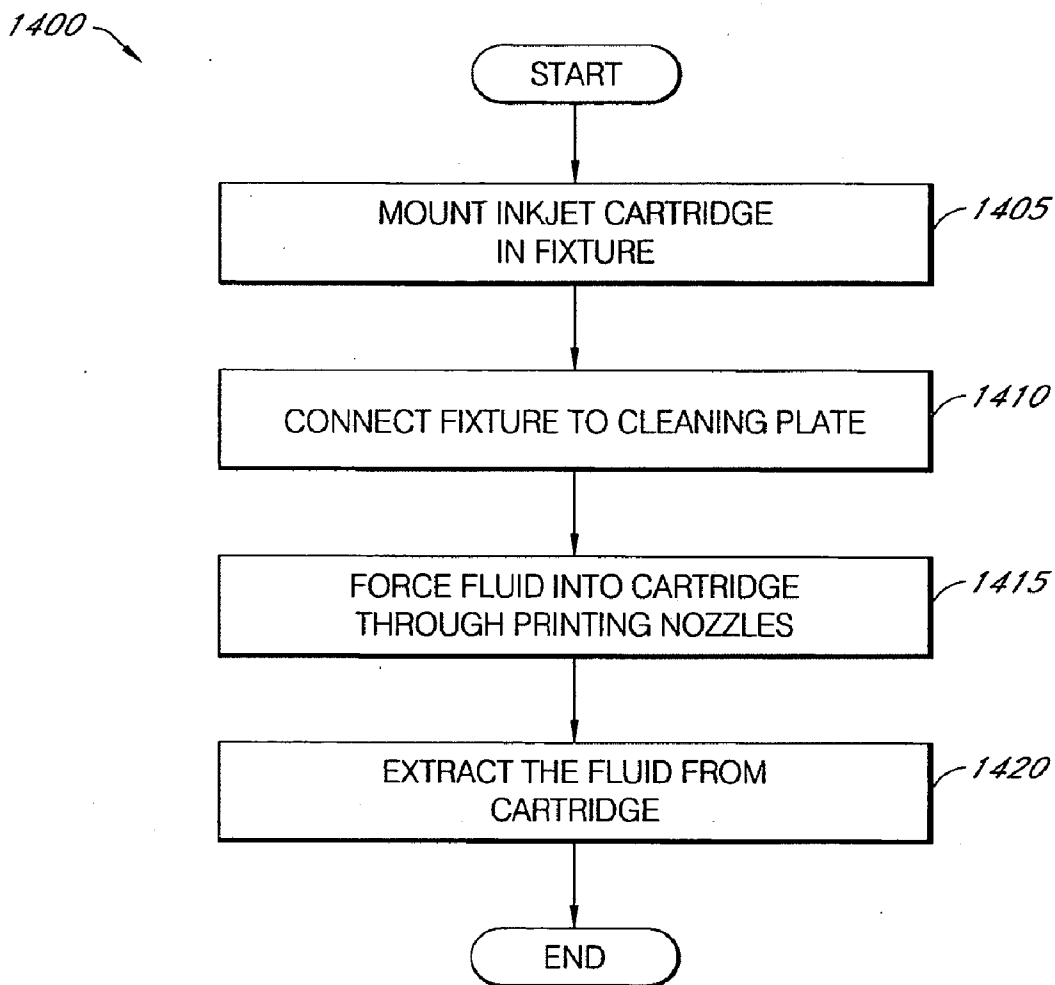 1400
START
MOUNT INKJET CARTRIDGE
IN FIXTURE
1405
CONNECT FIXTURE TO CLEANING PLATE
1410
FORCE FLUID INTO CARTRIDGE
THROUGH PRINTING NOZZLES
1415
EXTRACT THE FLUID FROM
CARTRIDGE
1420
END